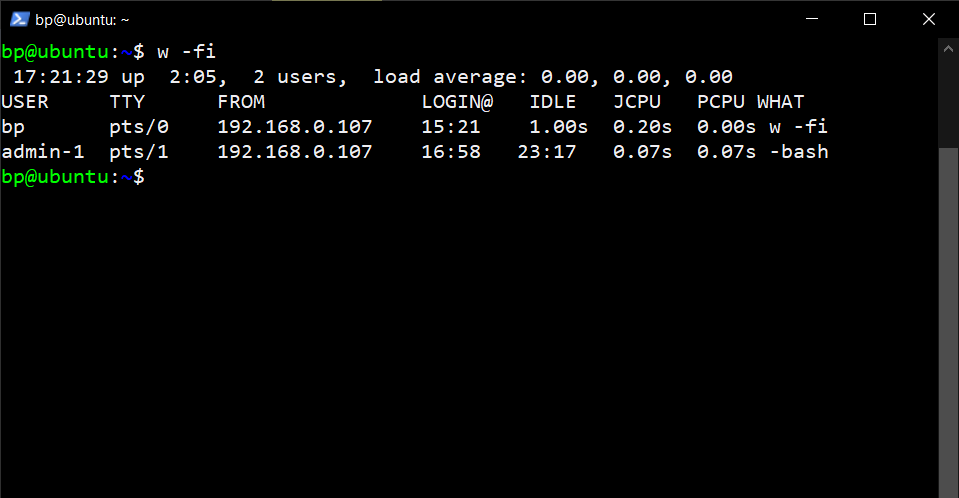 bp@ubuntu: ~
bp@ubuntu:~$ w -fi
 17:21:29 up  2:05,  2 users,  load average: 0.00, 0.00, 0.00
USER     TTY      FROM             LOGIN@   IDLE   JCPU   PCPU WHAT
bp       pts/0    192.168.0.107    15:21    1.00s  0.20s  0.00s w -fi
admin-1  pts/1    192.168.0.107    16:58   23:17   0.07s  0.07s -bash
bp@ubuntu:~$